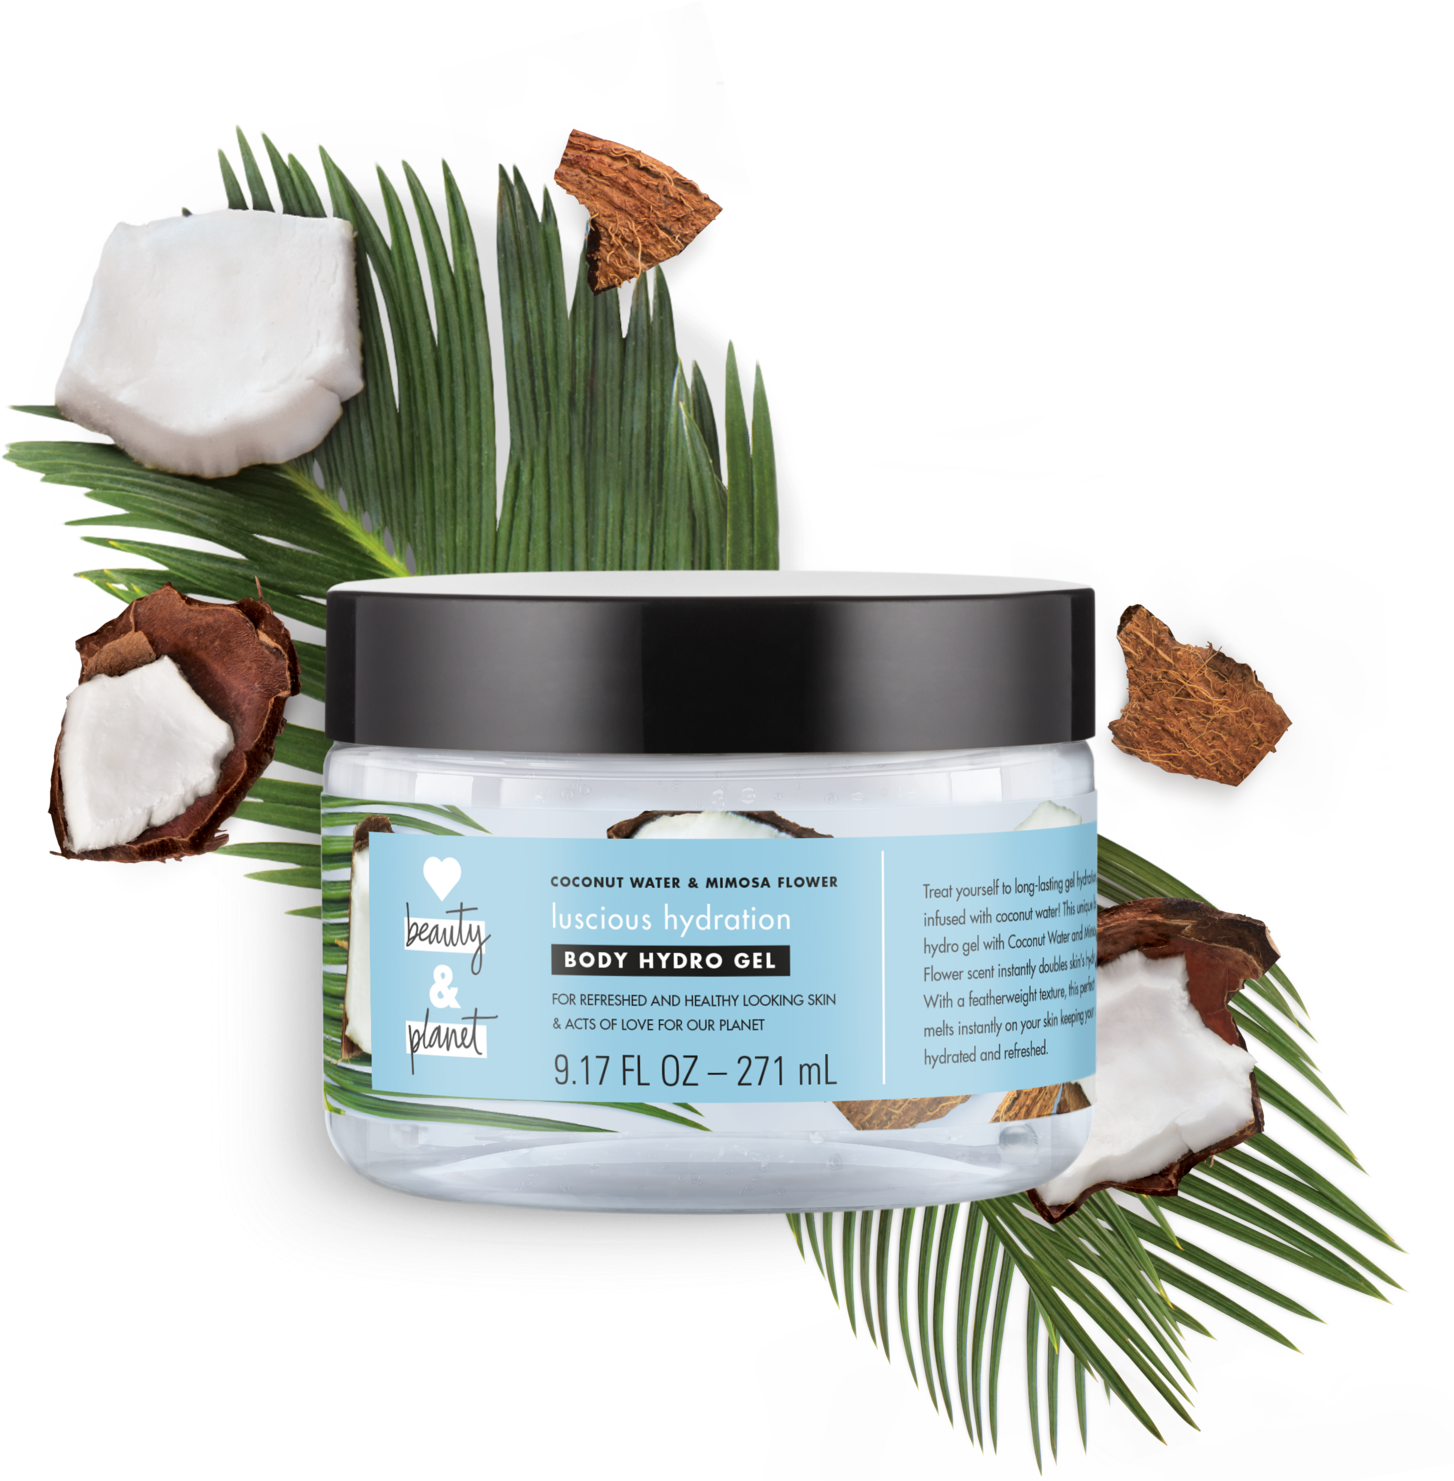 beauty
&
planet
COCONUT WATER & MIMOSA FLOWER
luscious hydration
BODY HYDRO GEL
FOR REFRESHED AND HEALTHY LOOKING SKIN
& ACTS OF LOVE FOR OUR PLANET
9.17 FL OZ – 271 mL
Treat yourself to long-lasting gel hydration
infused with coconut water! This unique
hydro gel with Coconut Water and
Flower scent instantly doubles skin's
With a featherweight texture, this perfect
melts instantly on your skin keeping your
hydrated and refreshed.